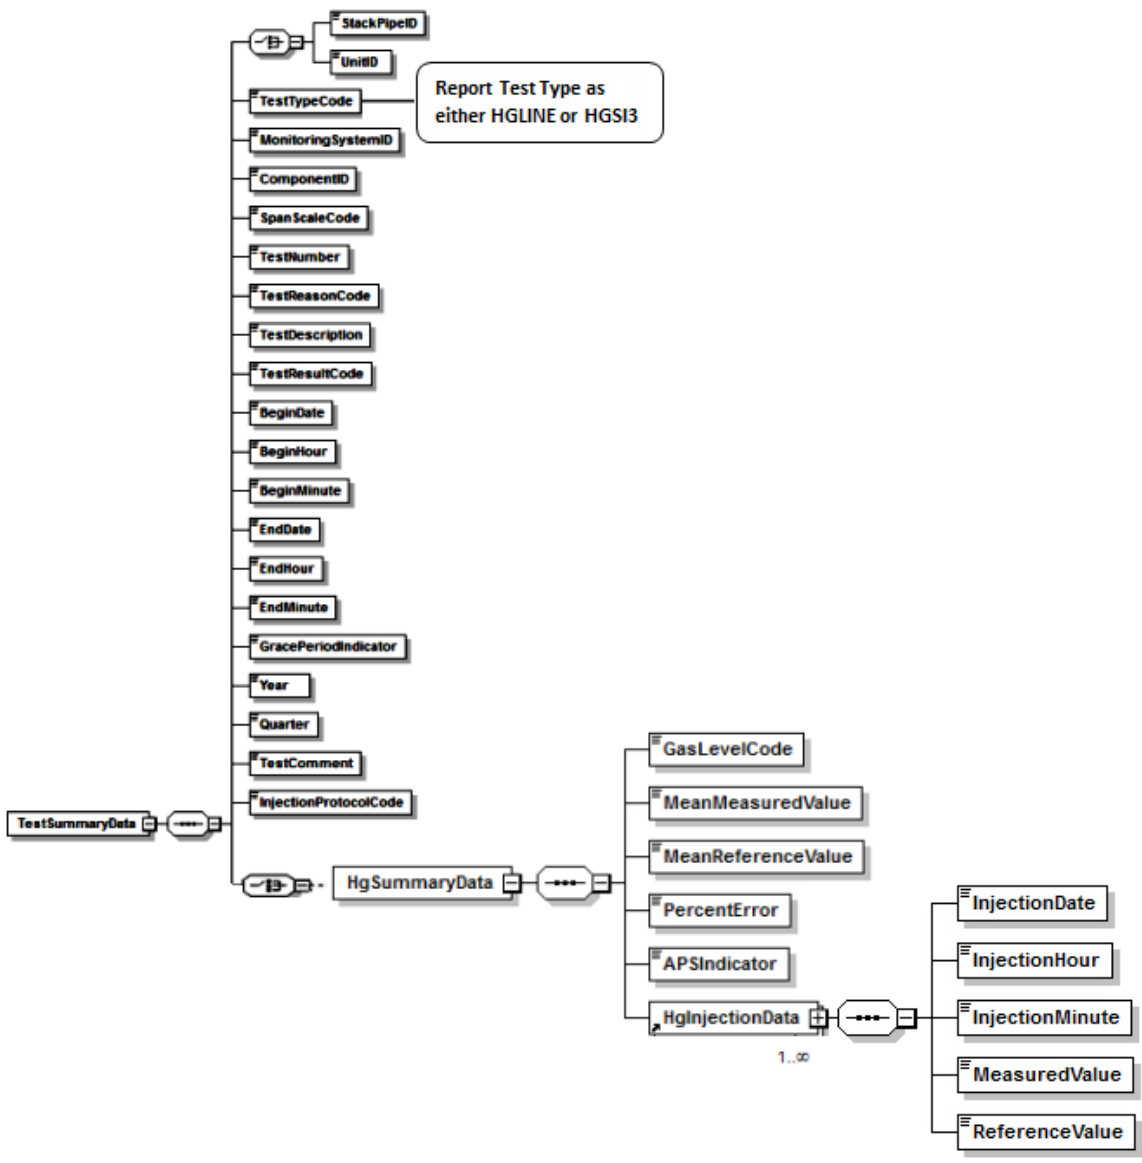 StackPipeID
UnitID
Report Test Type as
either HGLINE or HGSI3
TestTypeCode
MonitoringSystemID
ComponentID
SpanScaleCode
TestNumber
TestReasonCode
TestDescription
TestResultCode
BeginDate
BeginHour
BeginMinute
EndDate
EndHour
EndMinute
GracePeriodIndicator
Year
Quarter
TestComment
InjectionProtocolCode
TestSummaryData
HgSummaryData
GasLevelCode
MeanMeasuredValue
MeanReferenceValue
PercentError
APSIndicator
HgInjectionData
1..∞
InjectionDate
InjectionHour
InjectionMinute
MeasuredValue
ReferenceValue